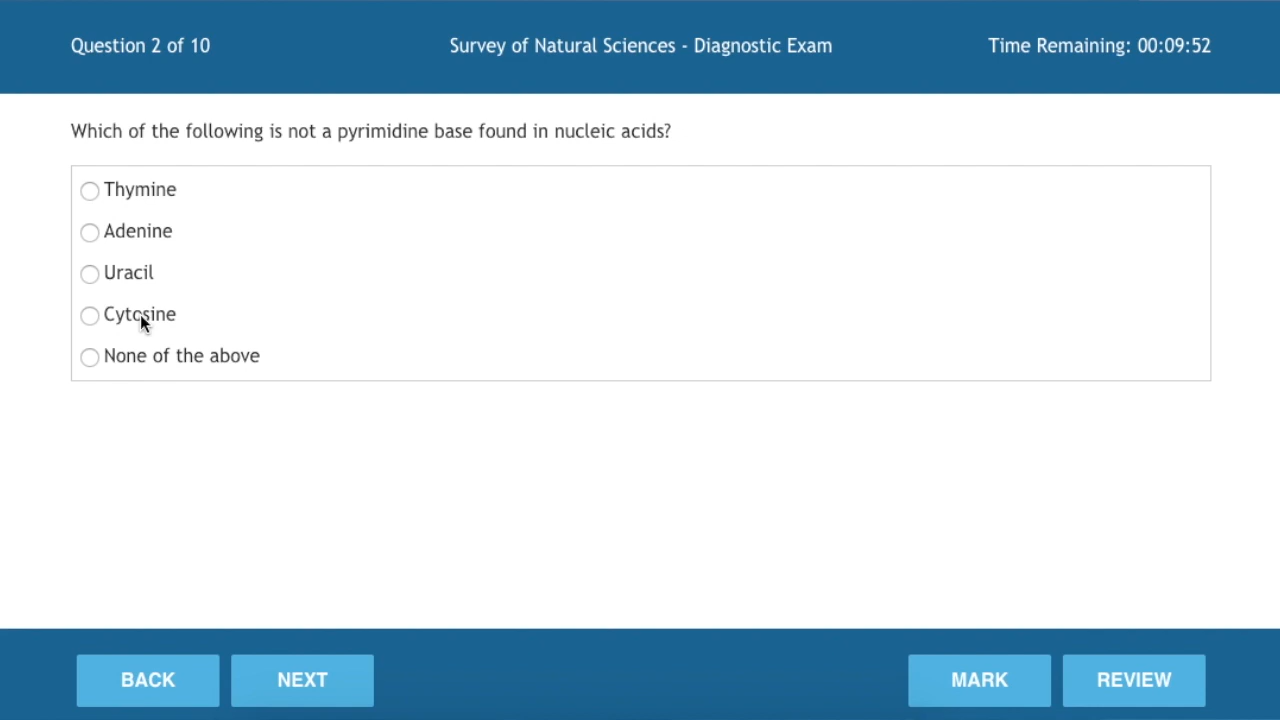 Question 2 of 10
Survey of Natural Sciences - Diagnostic Exam
Time Remaining: 00:09:52
Which of the following is not a pyrimidine base found in nucleic acids?
Thymine
Adenine
Uracil
Cytosine
None of the above
BACK
NEXT
MARK
REVIEW